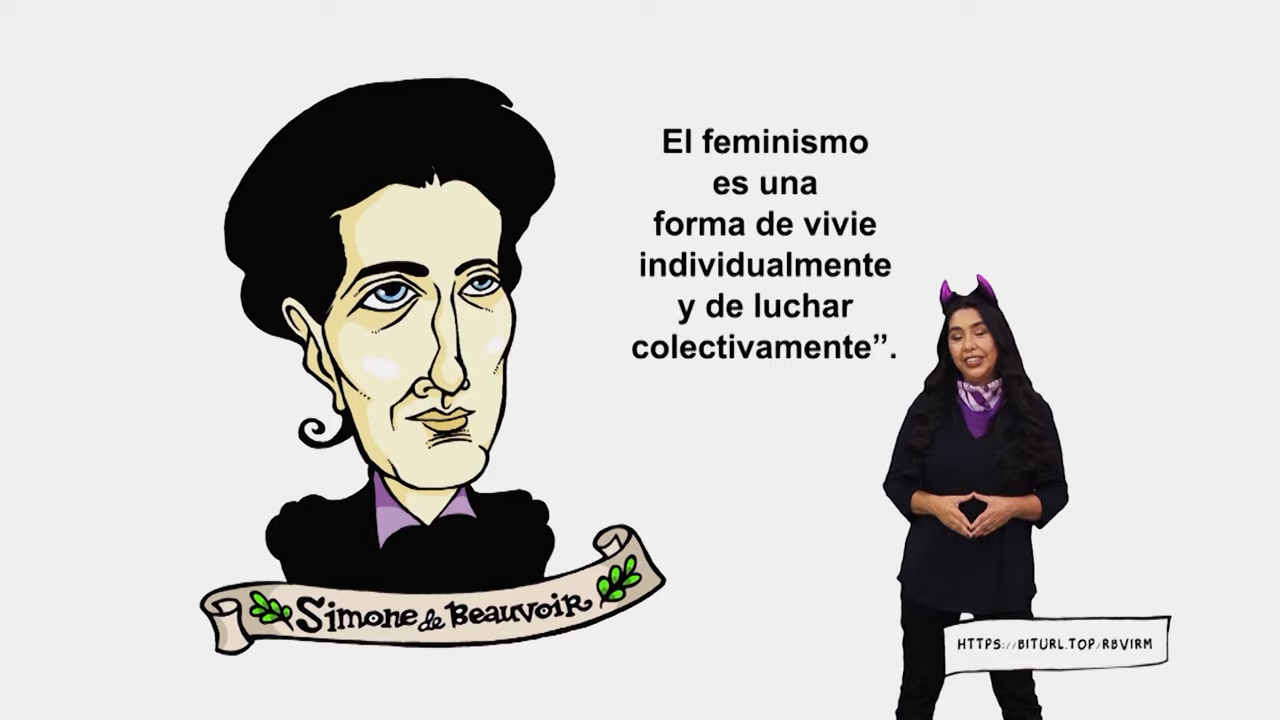 El feminismo
es una
forma de vivie
individualmente
y de luchar
colectivamente”.
Simone de Beauvoir
HTTPS://BITURL.TOP/RBVIRM